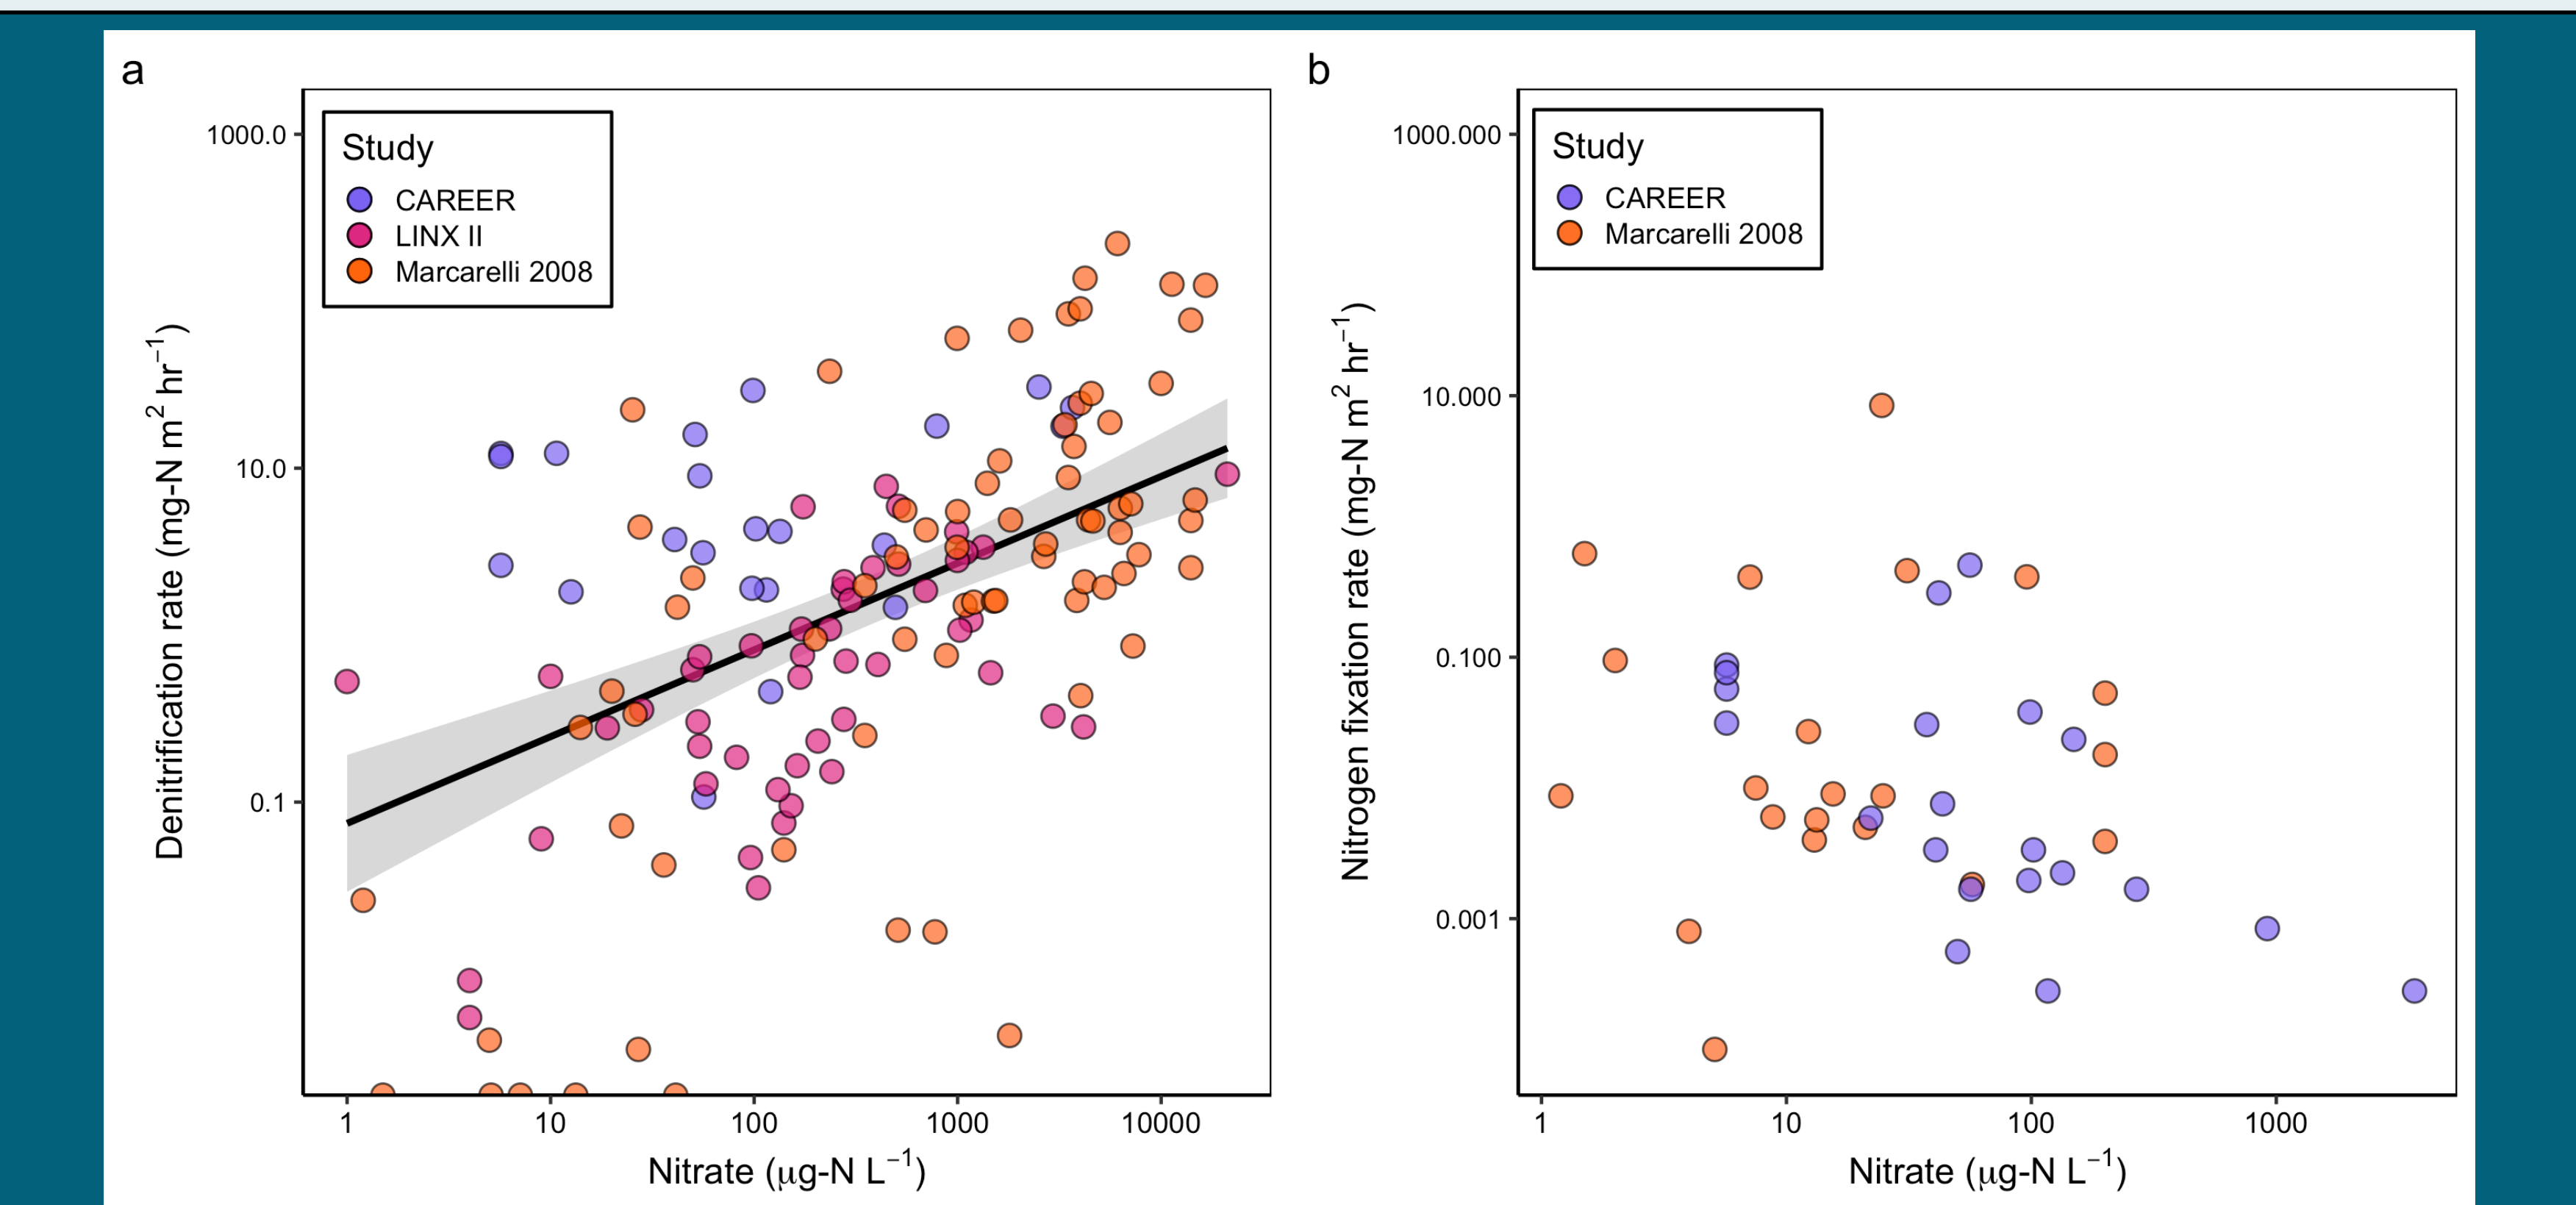 a
Study
CAREER
LINX II
Marcarelli 2008
1000.0
10.0
0.1
Denitrification rate (mg-N m² hr⁻¹)
1 10 100 1000 10000
Nitrate (μg-N L⁻¹)
b
Study
CAREER
Marcarelli 2008
1000.000
10.000
0.100
0.001
Nitrogen fixation rate (mg-N m² hr⁻¹)
1 10 100 1000
Nitrate (μg-N L⁻¹)